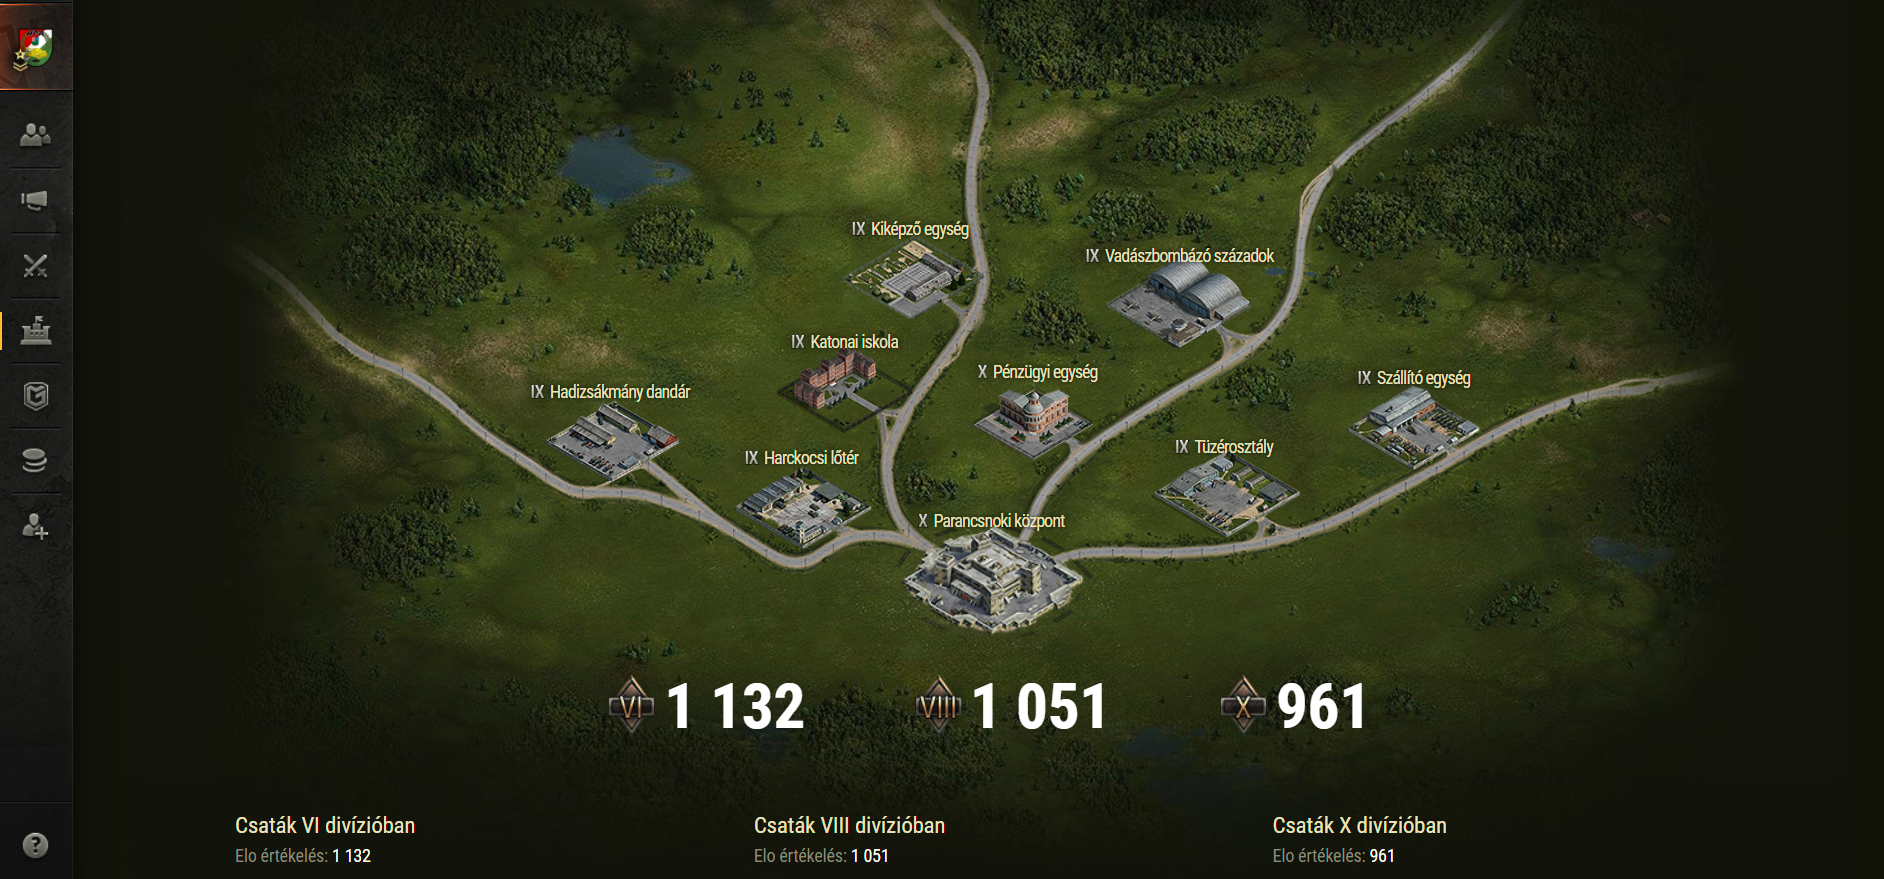 IX Kiképző egység
IX Vadászbombázó századok
IX Katonai iskola
X Pénzügyi egység
IX Szállító egység
IX Hadizsákmány dandár
IX Tüzérosztály
IX Harckocsi lőtér
X Parancsnoki központ
VI 1 132
VIII 1 051
X 961
Csaták VI divízióban
Elo értékelés: 1 132
Csaták VIII divízióban
Elo értékelés: 1 051
Csaták X divízióban
Elo értékelés: 961